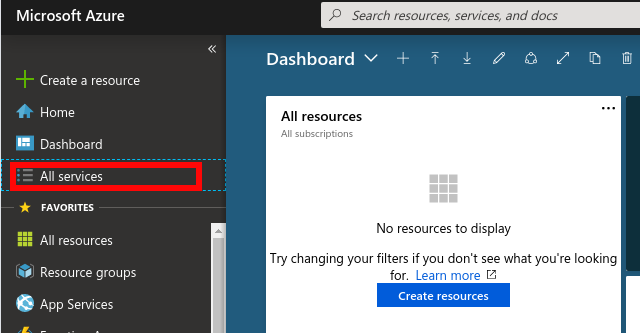 Microsoft Azure
Search resources, services, and docs
Create a resource
Home
Dashboard
All services
FAVORITES
All resources
Resource groups
App Services
Dashboard
All resources
All subscriptions
No resources to display
Try changing your filters if you don't see what you're looking
for. Learn more
Create resources